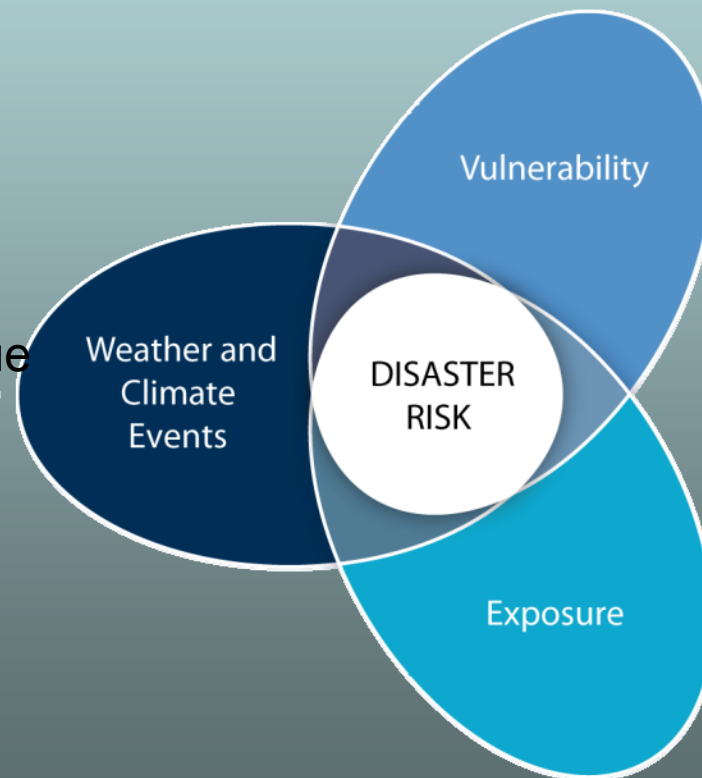 Vulnerability
Weather and
Climate
Events
DISASTER
RISK
Exposure